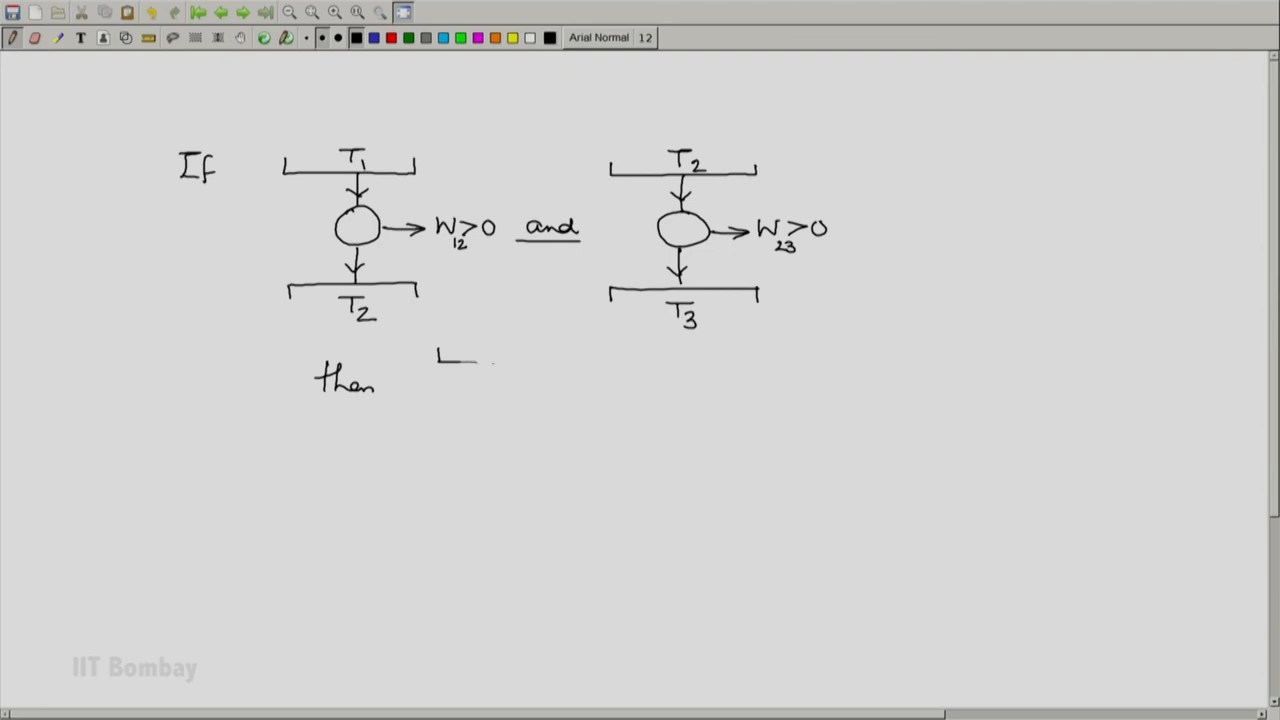 Arial Normal 12
If T1 T2
W12>0 and W23>0
T2 T3
then
IIT Bombay